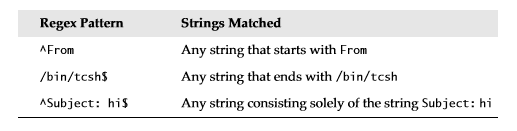 Regex Pattern Strings Matched
^From Any string that starts with From
/bin/tcsh$ Any string that ends with /bin/tcsh
^Subject: hi$ Any string consisting solely of the string Subject: hi